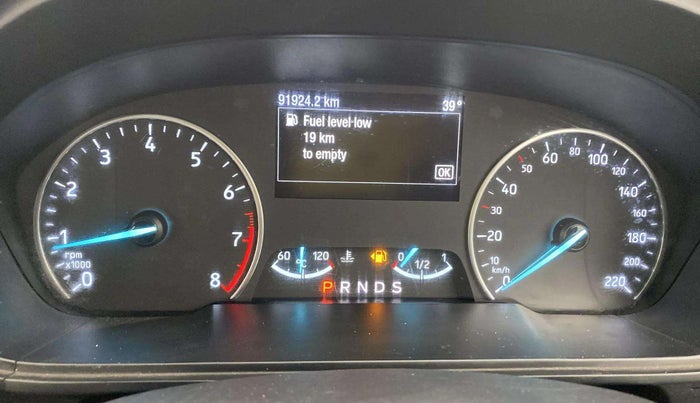 91924.2 km 39°
Fuel level low
19 km
to empty
OK
0 1 2 3 4 5 6 7 8
rpm
x1000
60 °C 120
0 1/2 1
P R N D S
0 10 20 30 40 50 60 80 100 120 140 160 180 200 220
km/h